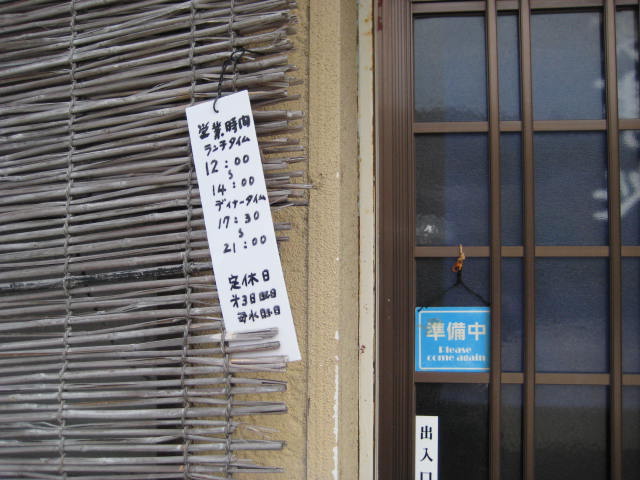 営業時間
ランチタイム
12:00
〜
14:00
ディナータイム
17:30
〜
21:00
定休日
才3日曜日
毎水曜日
準備中
Please
come again
出入口